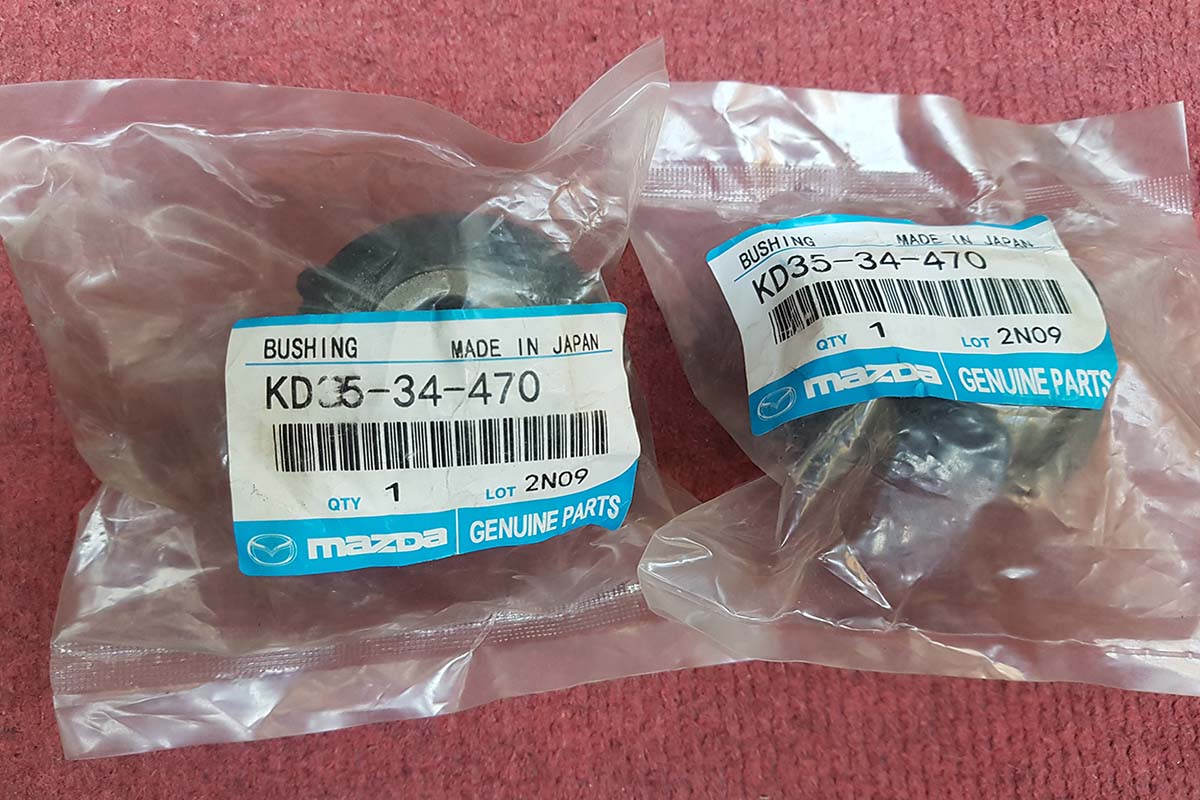 BUSHING MADE IN JAPAN
KD35-34-470
QTY 1 LOT 2N09
mazda GENUINE PARTS
BUSHING MADE IN JAPAN
KD35-34-470
QTY 1 LOT 2N09
mazda GENUINE PARTS